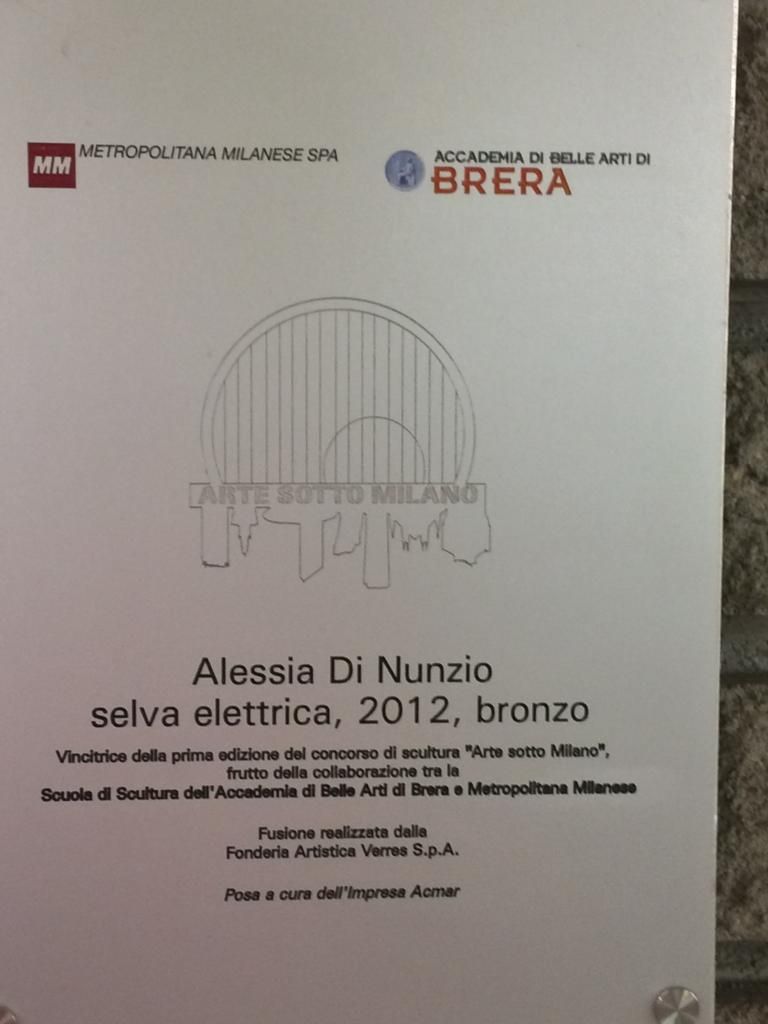 MM METROPOLITANA MILANESE SPA
ACCADEMIA DI BELLE ARTI DI
BRERA
ARTE SOTTO MILANO
Alessia Di Nunzio
selva elettrica, 2012, bronzo
Vincitrice della prima edizione del concorso di scultura "Arte sotto Milano",
frutto della collaborazione tra la
Scuola di Scultura dell'Accademia di Belle Arti di Brera e Metropolitana Milanese
Fusione realizzata dalla
Fonderia Artistica Verres S.p.A.
Posa a cura dell'Impresa Acmar